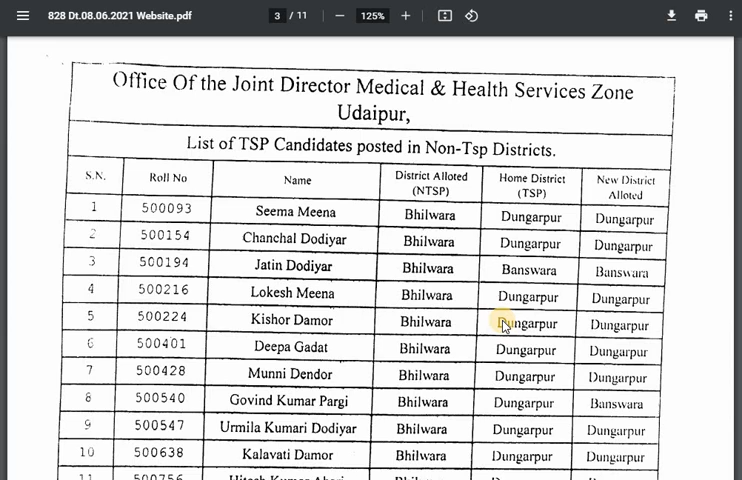 828 Dt.08.06.2021 Website.pdf 3 / 11 125%
Office Of the Joint Director Medical & Health Services Zone
Udaipur,
List of TSP Candidates posted in Non-Tsp Districts.
S.N. Roll No Name District Alloted (NTSP) Home District (TSP) New District Alloted
1 500093 Seema Meena Bhilwara Dungarpur Dungarpur
2 500154 Chanchal Dodiyar Bhilwara Dungarpur Dungarpur
3 500194 Jatin Dodiyar Bhilwara Banswara Banswara
4 500216 Lokesh Meena Bhilwara Dungarpur Dungarpur
5 500224 Kishor Damor Bhilwara Dungarpur Dungarpur
6 500401 Deepa Gadat Bhilwara Dungarpur Dungarpur
7 500428 Munni Dendor Bhilwara Dungarpur Dungarpur
8 500540 Govind Kumar Pargi Bhilwara Dungarpur Banswara
9 500547 Urmila Kumari Dodiyar Bhilwara Dungarpur Dungarpur
10 500638 Kalavati Damor Bhilwara Dungarpur Dungarpur
11 500756